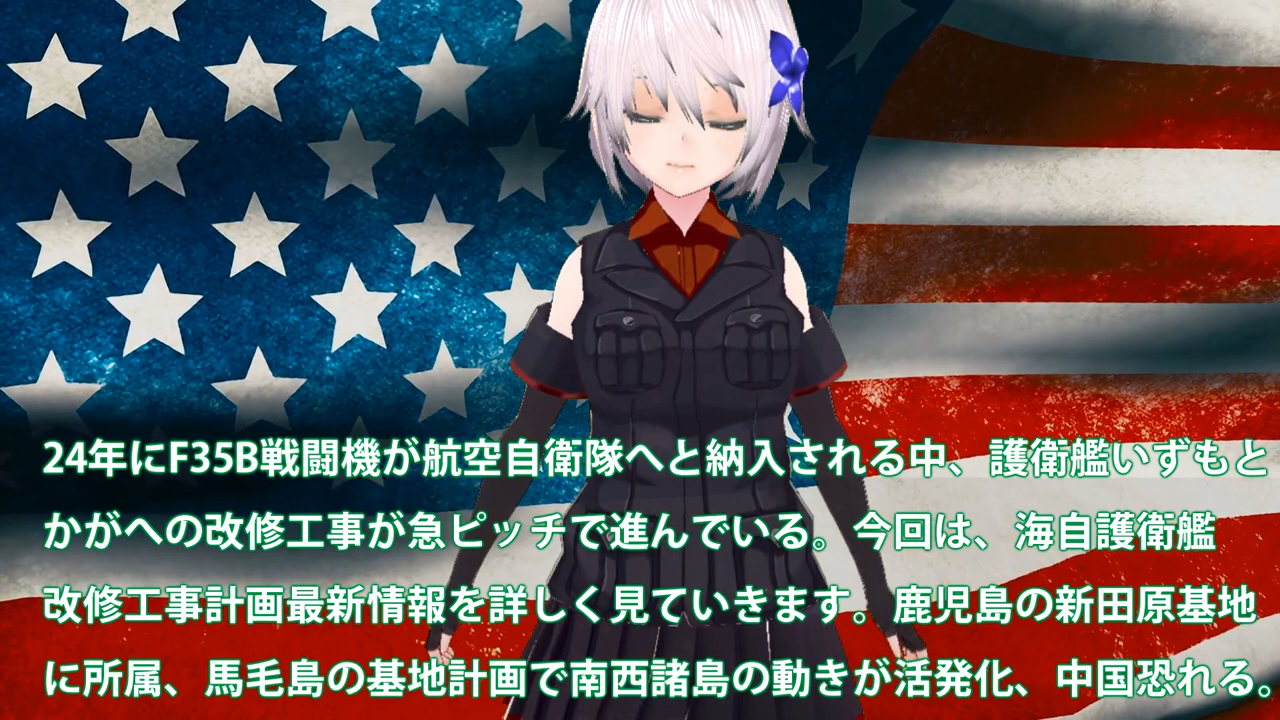 24年にF35B戦闘機が航空自衛隊へと納入される中、護衛艦いずもと
かがへの改修工事が急ピッチで進んでいる。今回は、海自護衛艦
改修工事計画最新情報を詳しく見ていきます。鹿児島の新田原基地
に所属、馬毛島の基地計画で南西諸島の動きが活発化、中国恐れる。